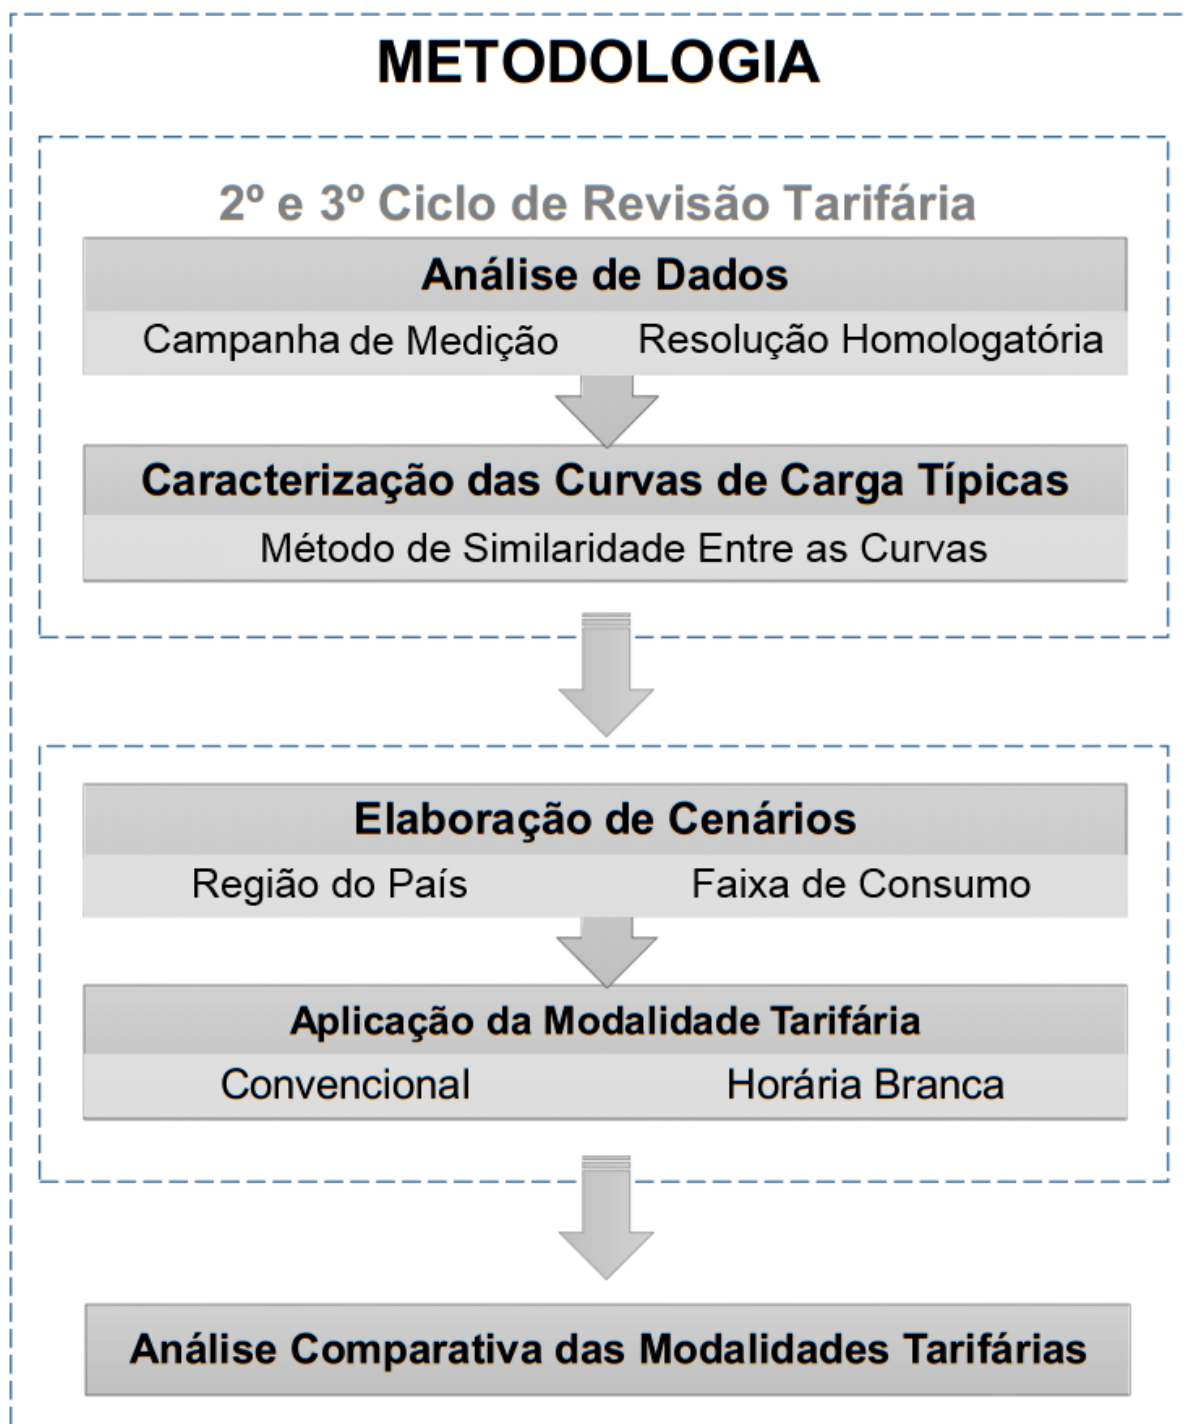 METODOLOGIA
2º e 3º Ciclo de Revisão Tarifária
Análise de Dados
Campanha de Medição Resolução Homologatória
Caracterização das Curvas de Carga Típicas
Método de Similaridade Entre as Curvas
Elaboração de Cenários
Região do País Faixa de Consumo
Aplicação da Modalidade Tarifária
Convencional Horária Branca
Análise Comparativa das Modalidades Tarifárias